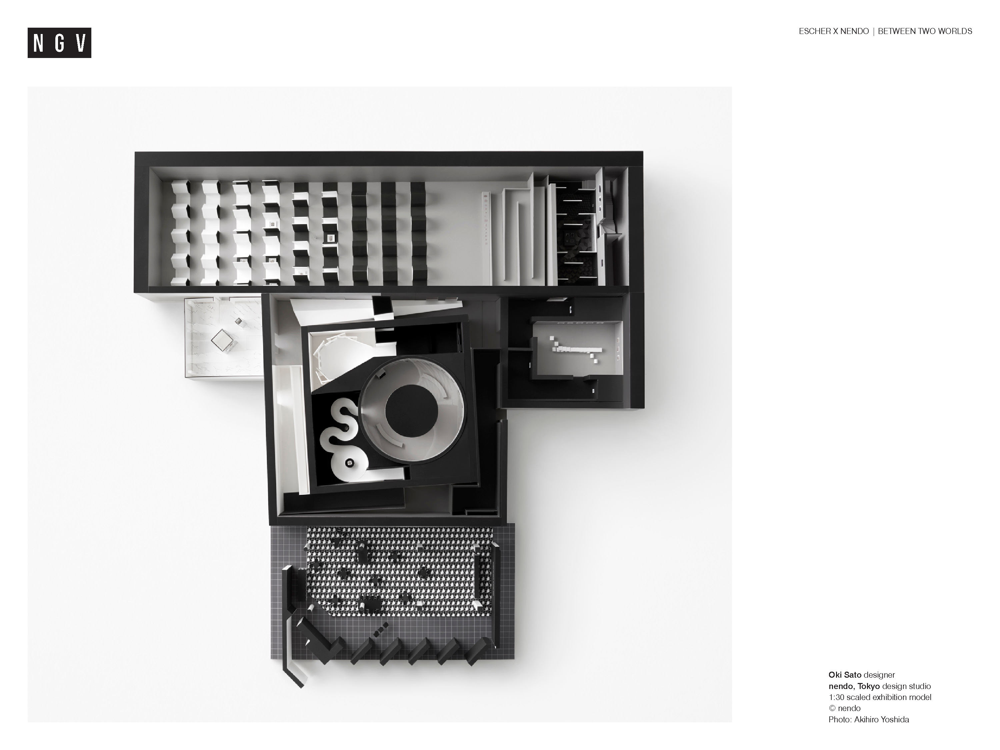 NGV
ESCHER X NENDO | BETWEEN TWO WORLDS
Oki Sato designer
nendo, Tokyo design studio
1:30 scaled exhibition model
© nendo
Photo: Akihiro Yoshida